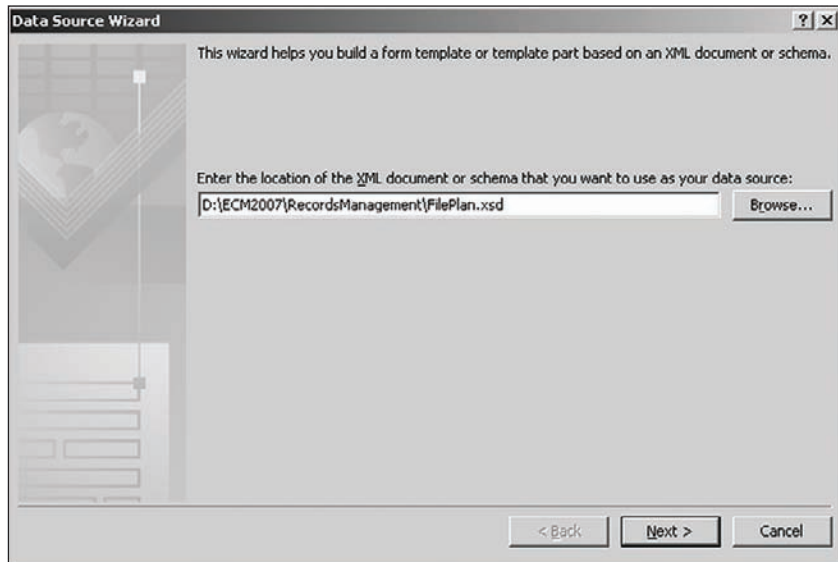 Data Source Wizard
This wizard helps you build a form template or template part based on an XML document or schema.
Enter the location of the XML document or schema that you want to use as your data source:
D:\ECM2007\RecordsManagement\FilePlan.xsd
Browse...
< Back
Next >
Cancel